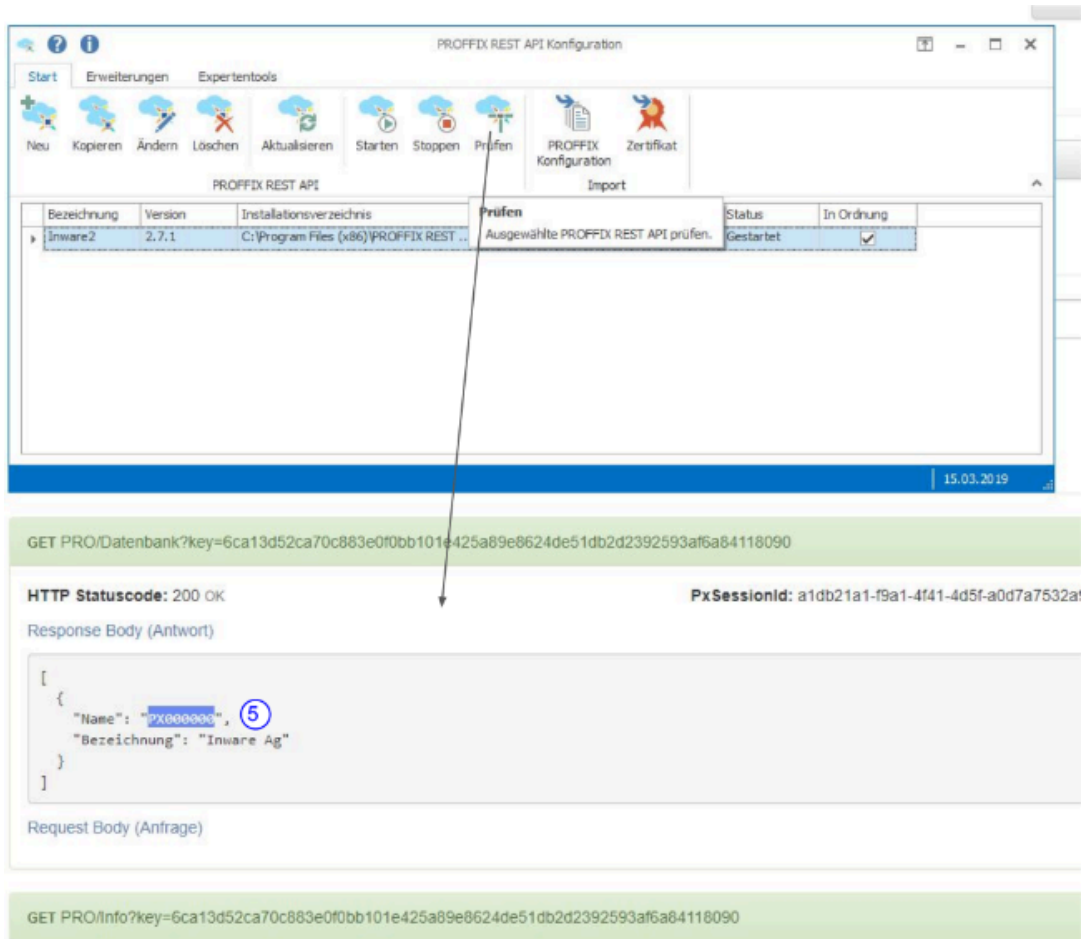 PROFFIX REST API Konfiguration
Start Erweiterungen Expertentools
Neu Kopieren Ändern Löschen Aktualisieren Starten Stoppen Prüfen PROFFIX Konfiguration Zertifikat
PROFFIX REST API Import
Bezeichnung Version Installationsverzeichnis Status In Ordnung
Inware2 2.7.1 C:\Program Files (x86)\PROFFIX REST ... Gestartet
Prüfen
Ausgewählte PROFFIX REST API prüfen.
15.03.2019
GET PRO/Datenbank?key=6ca13d52ca70c883e0f0bb101e425a89e8624de51db2d2392593af6a84118090
HTTP Statuscode: 200 OK PxSessionId: a1db21a1-f9a1-4f41-4d5f-a0d7a7532a9
Response Body (Antwort)
[
{
"Name": "PX000000", 5
"Bezeichnung": "Inware Ag"
}
]
Request Body (Anfrage)
GET PRO/Info?key=6ca13d52ca70c883e0f0bb101e425a89e8624de51db2d2392593af6a84118090